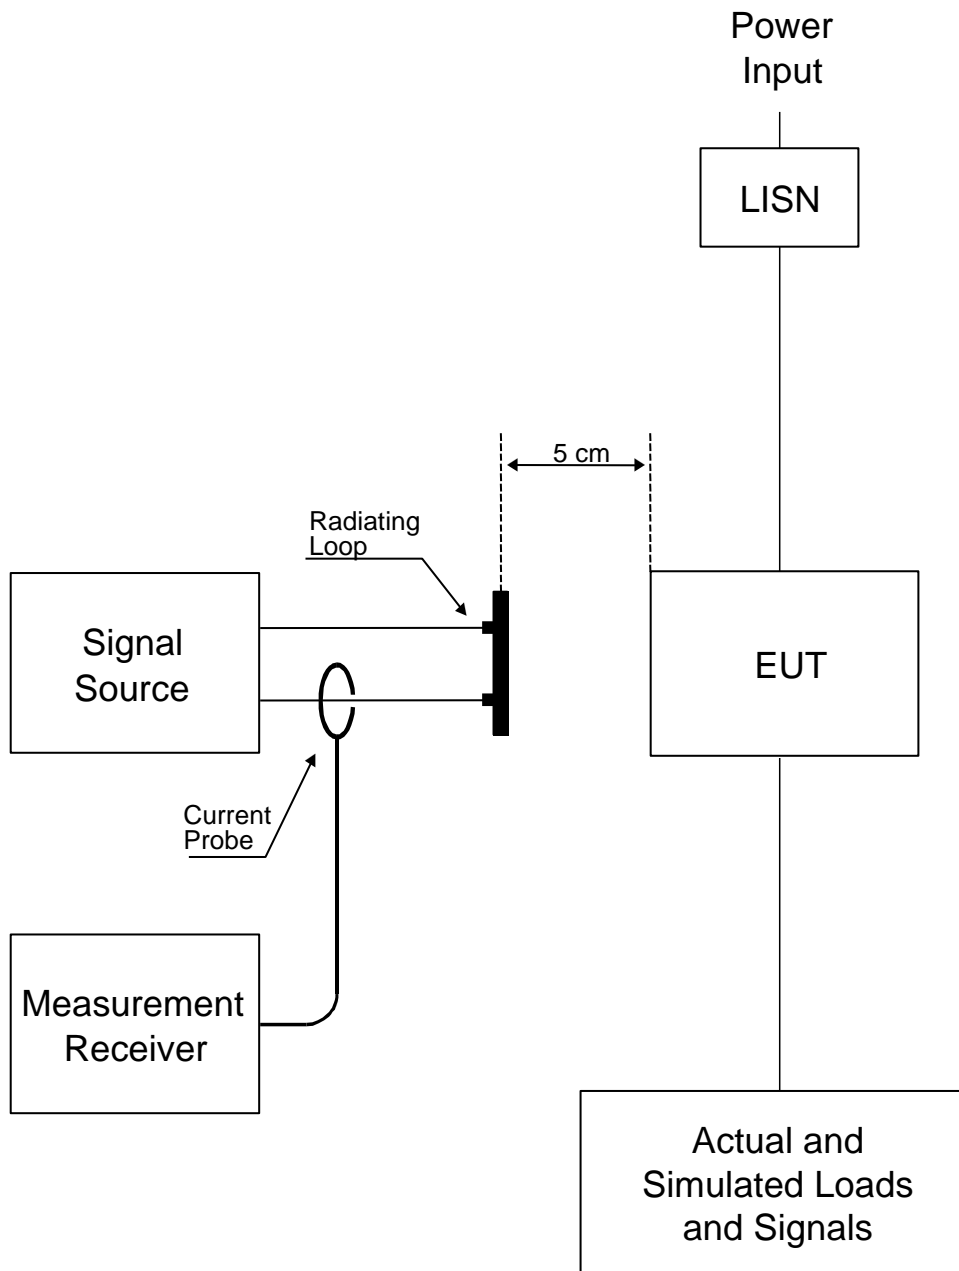 Power
Input
LISN
5 cm
Radiating
Loop
Signal
Source
EUT
Current
Probe
Measurement
Receiver
Actual and
Simulated Loads
and Signals